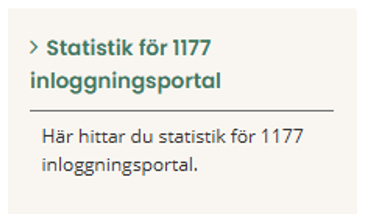 Statistik för 1177
inloggningsportal
Här hittar du statistik för 1177
inloggningsportal.